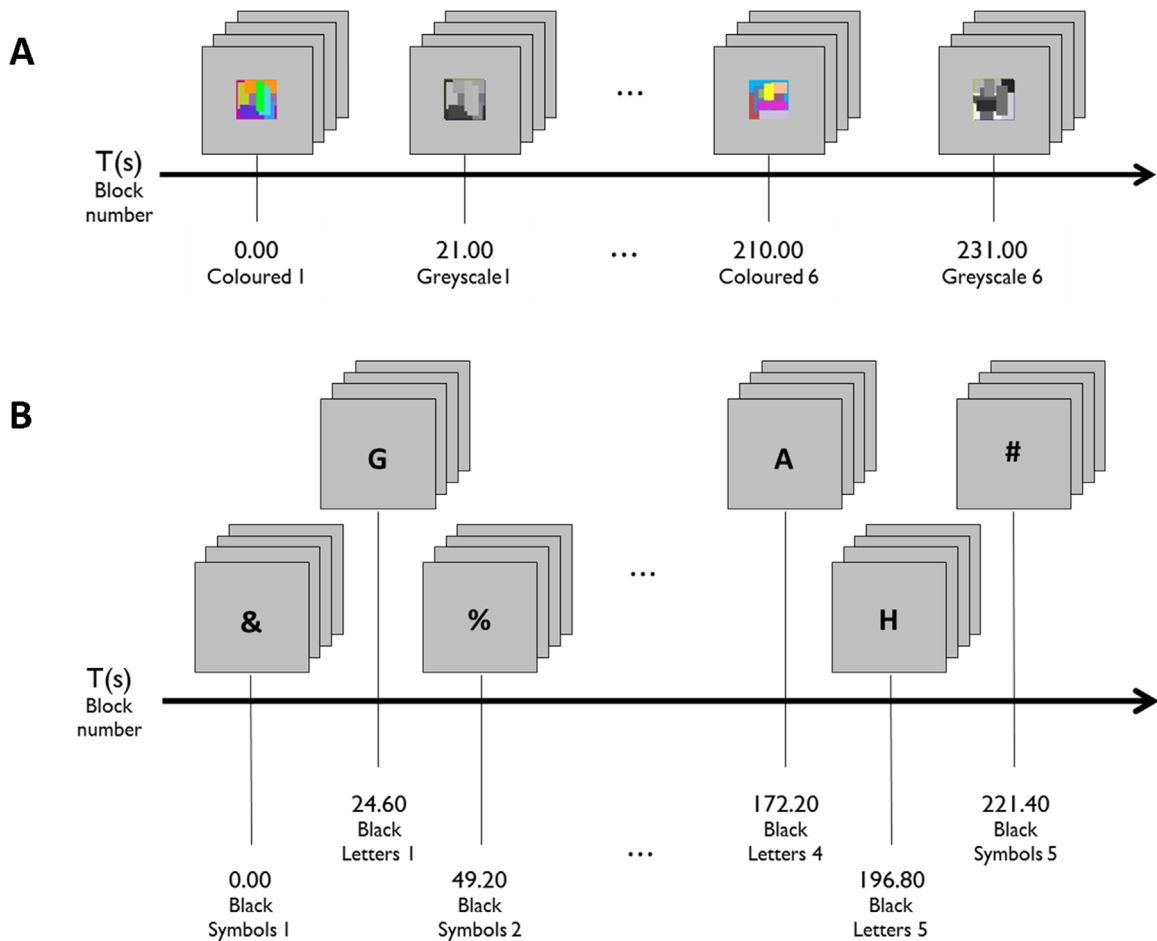 A
...
T(s)
Block
number
0.00
Coloured 1
21.00
Greyscale1
...
210.00
Coloured 6
231.00
Greyscale 6
B
G
A
#
&
%
...
H
T(s)
Block
number
24.60
Black
Letters 1
172.20
Black
Letters 4
221.40
Black
Symbols 5
...
0.00
Black
Symbols 1
49.20
Black
Symbols 2
196.80
Black
Letters 5